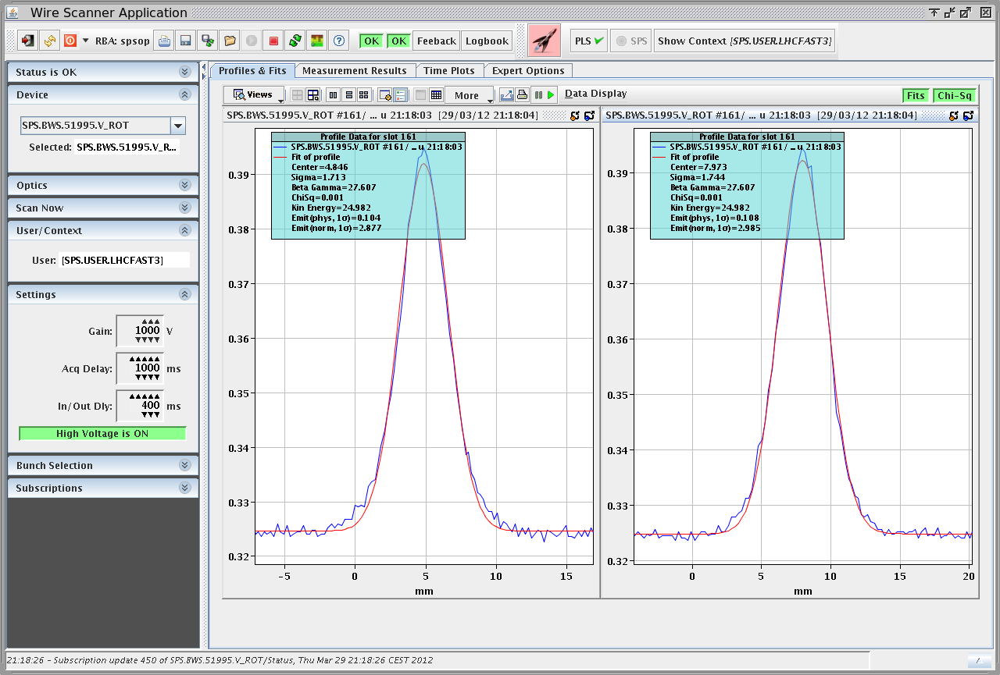 Wire Scanner Application
RBA: spsop
OK
OK
Feeback
Logbook
PLS
SPS
Show Context [SPS.USER.LHCFAST3]
Status is OK
Device
SPS.BWS.51995.V_ROT
Selected: SPS.BWS.51995.V_R...
Optics
Scan Now
User/Context
User: [SPS.USER.LHCFAST3]
Settings
Gain: 1000 V
Acq Delay: 1000 ms
In/Out Dly: 400 ms
High Voltage is ON
Bunch Selection
Subscriptions
Profiles & Fits
Measurement Results
Time Plots
Expert Options
Views
More
Data Display
Fits
Chi-Sq
SPS.BWS.51995.V_ROT #161/ ... u 21:18:03 [29/03/12 21:18:04]
Profile Data for slot 161
SPS.BWS.51995.V_ROT #161/ ... u 21:18:03
Fit of profile
Center=4.846
Sigma=1.713
Beta Gamma=27.607
ChiSq=0.001
Kin Energy=24.982
Emit(phys, 1σ)=0.104
Emit(norm, 1σ)=2.877
0.39
0.38
0.37
0.36
0.35
0.34
0.33
0.32
-5 0 5 10 15
mm
SPS.BWS.51995.V_ROT #161/ ... u 21:18:03 [29/03/12 21:18:04]
Profile Data for slot 161
SPS.BWS.51995.V_ROT #161/ ... u 21:18:03
Fit of profile
Center=7.973
Sigma=1.744
Beta Gamma=27.607
ChiSq=0.001
Kin Energy=24.982
Emit(phys, 1σ)=0.108
Emit(norm, 1σ)=2.985
0.39
0.38
0.37
0.36
0.35
0.34
0.33
0.32
0 5 10 15 20
mm
21:18:26 - Subscription update 450 of SPS.BWS.51995.V_ROT/Status, Thu Mar 29 21:18:26 CEST 2012